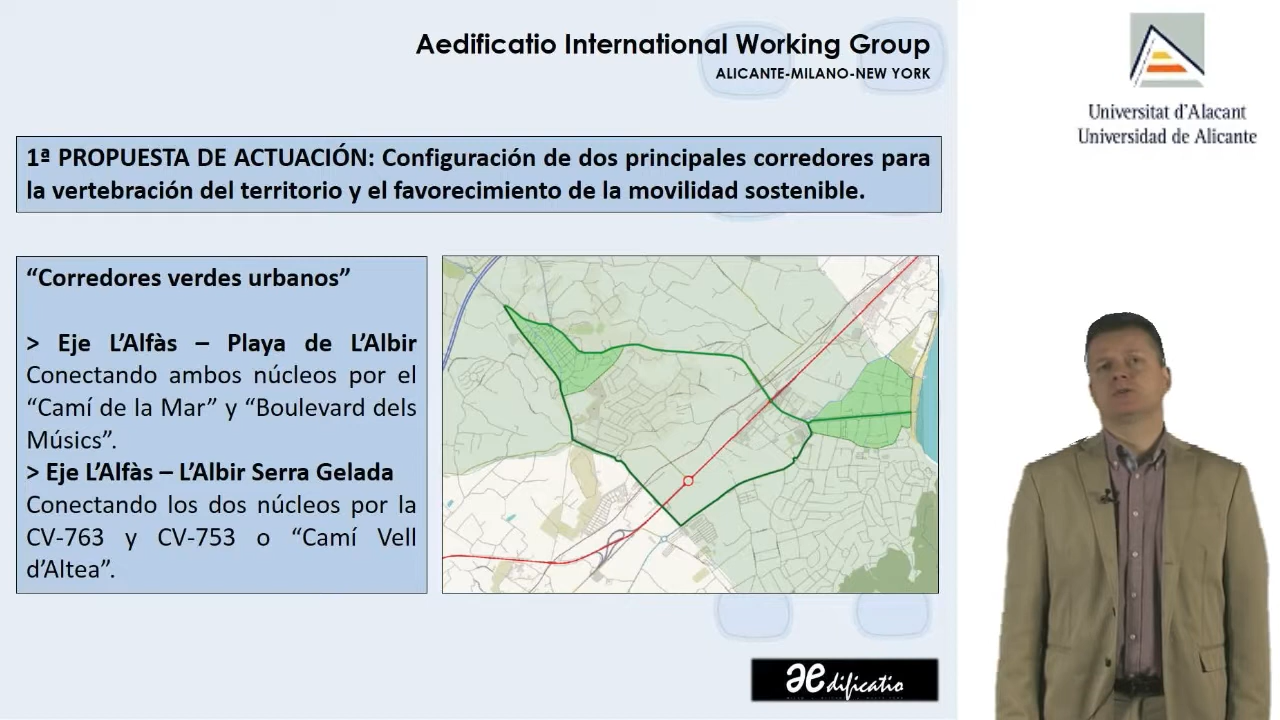 Aedificatio International Working Group
ALICANTE-MILANO-NEW YORK
Universitat d'Alacant
Universidad de Alicante
1ª PROPUESTA DE ACTUACIÓN: Configuración de dos principales corredores para
la vertebración del territorio y el favorecimiento de la movilidad sostenible.
“Corredores verdes urbanos”
> Eje L’Alfàs – Playa de L’Albir
Conectando ambos núcleos por el
“Camí de la Mar” y “Boulevard dels
Músics”.
> Eje L’Alfàs – L’Albir Serra Gelada
Conectando los dos núcleos por la
CV-763 y CV-753 o “Camí Vell
d’Altea”.
ædificatio